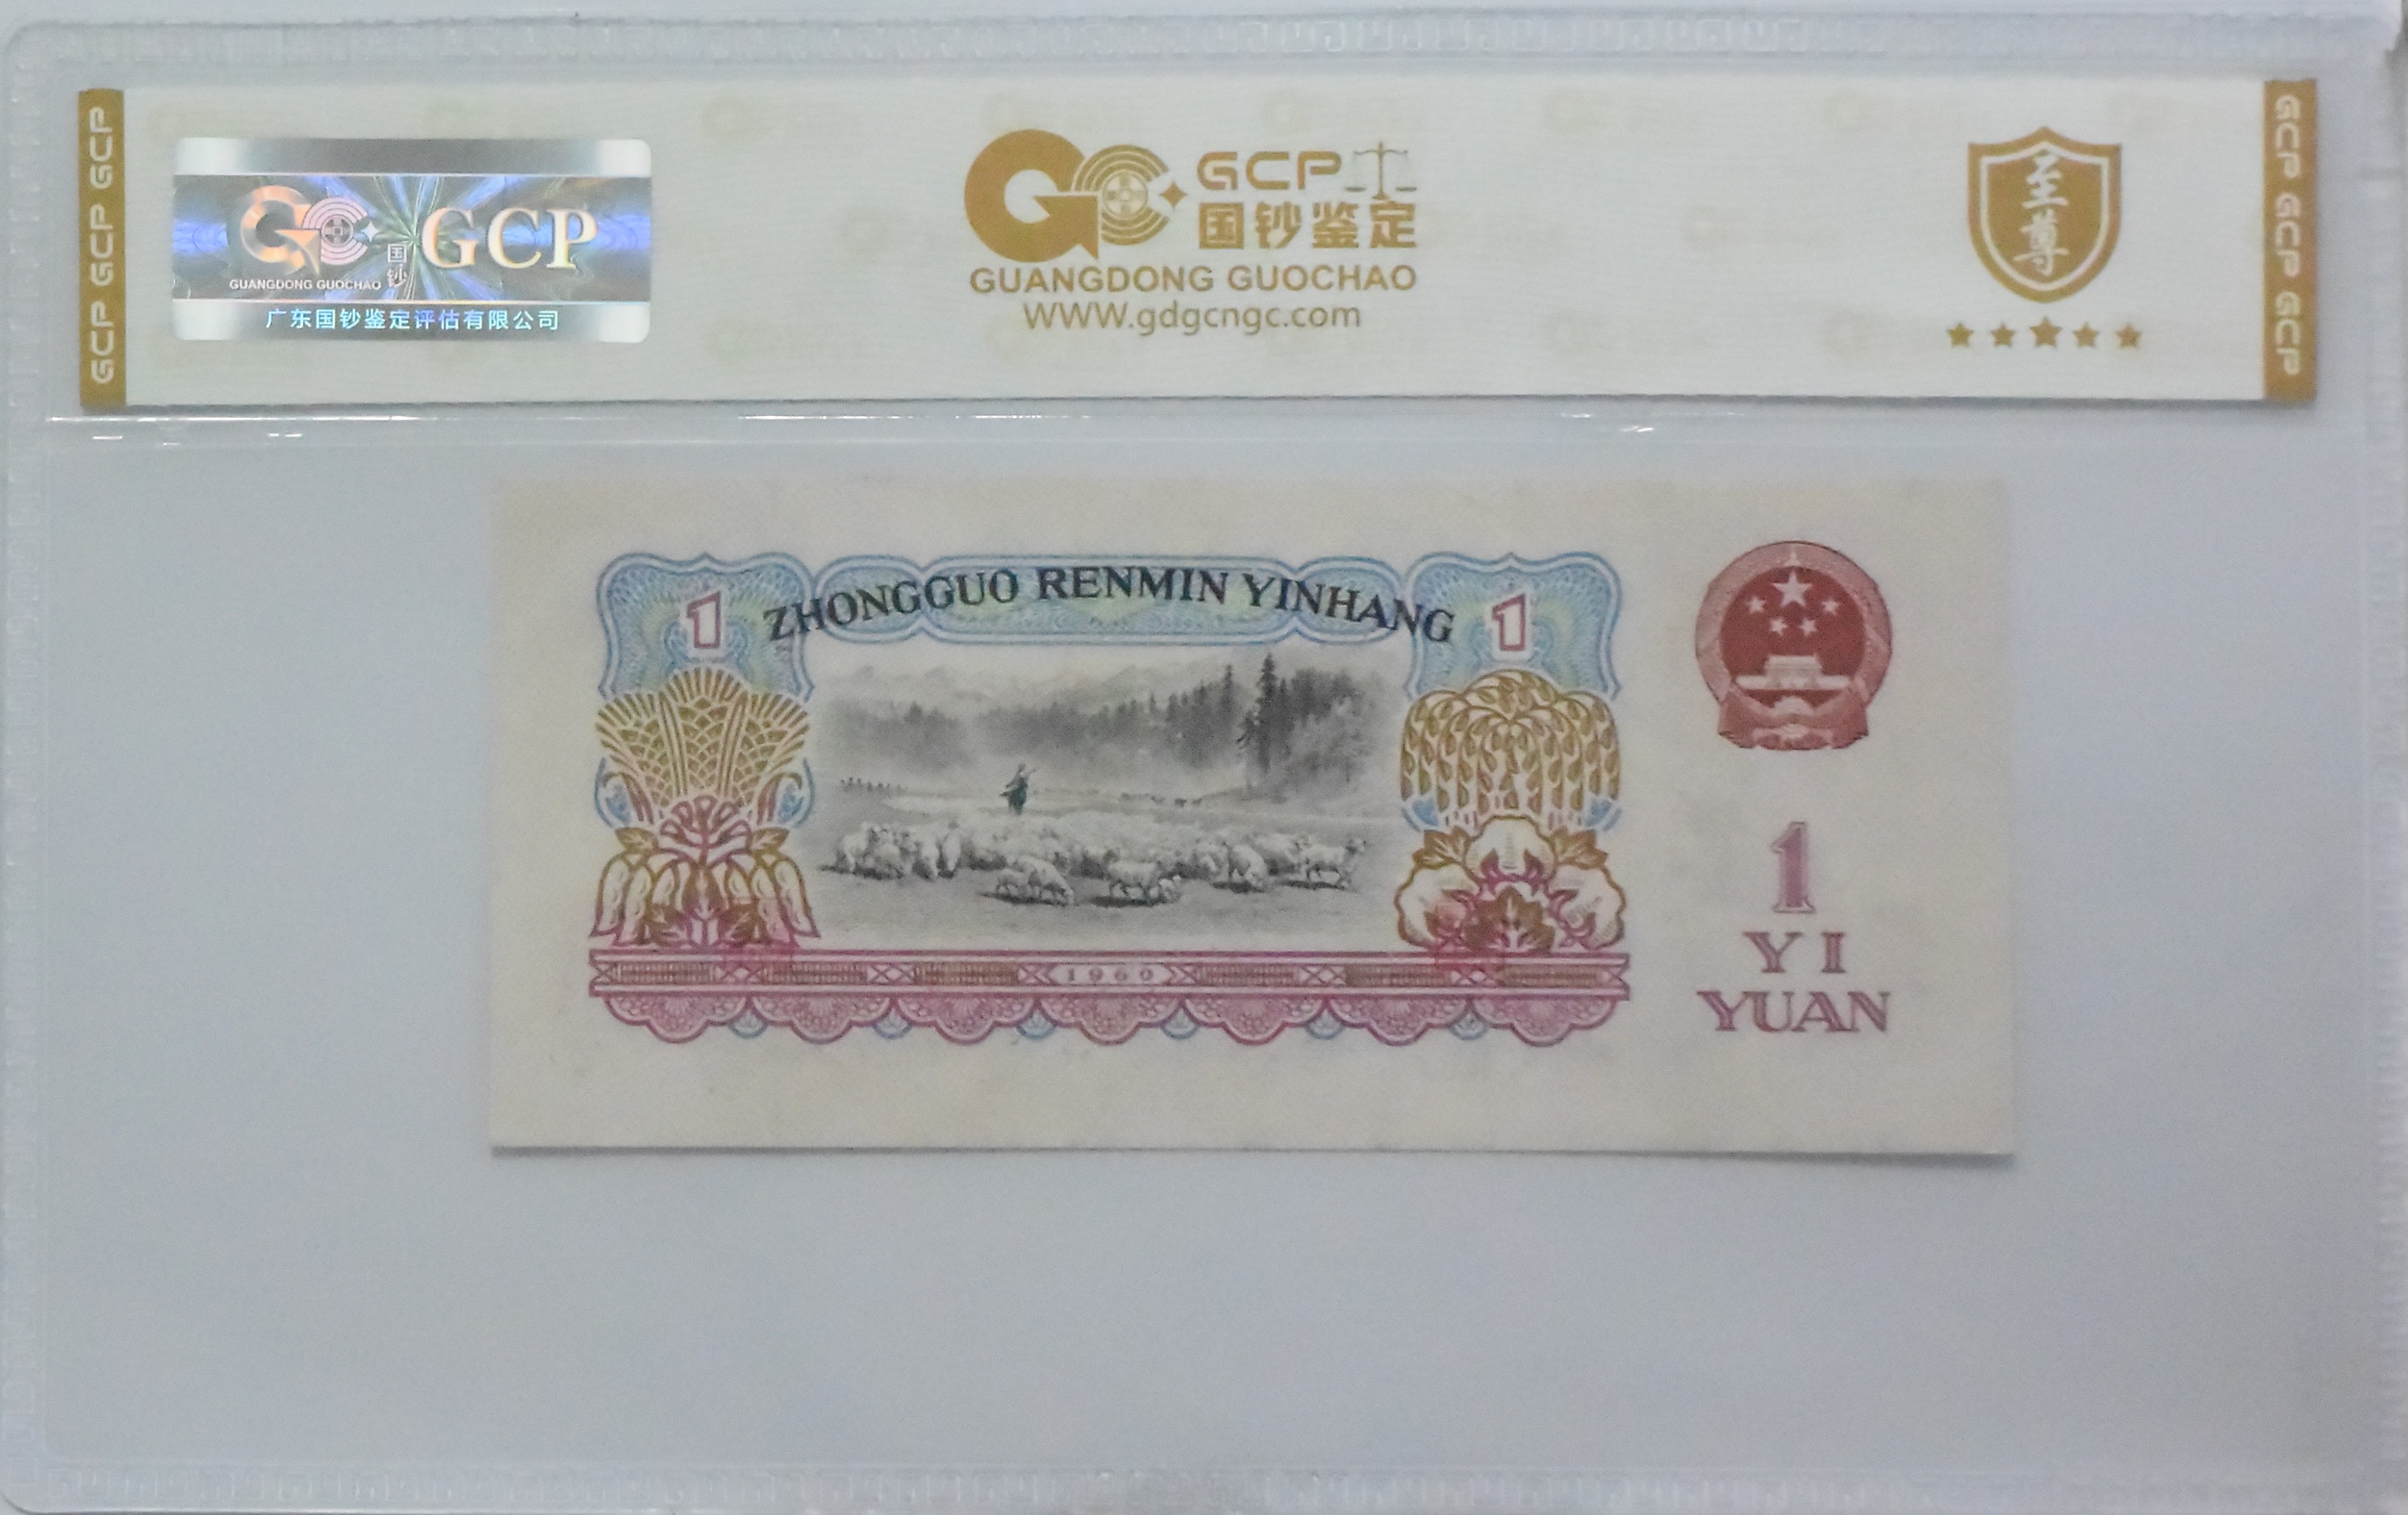 GCP GCP GCP
国钞
GCP
GUANGDONG GUOCHAO
广东国钞鉴定评估有限公司
GCP
国钞鉴定
GUANGDONG GUOCHAO
WWW.gdgcngc.com
至尊
GCP GCP GCP
ZHONGGUO RENMIN YINHANG
1
1
1960
1
YI
YUAN